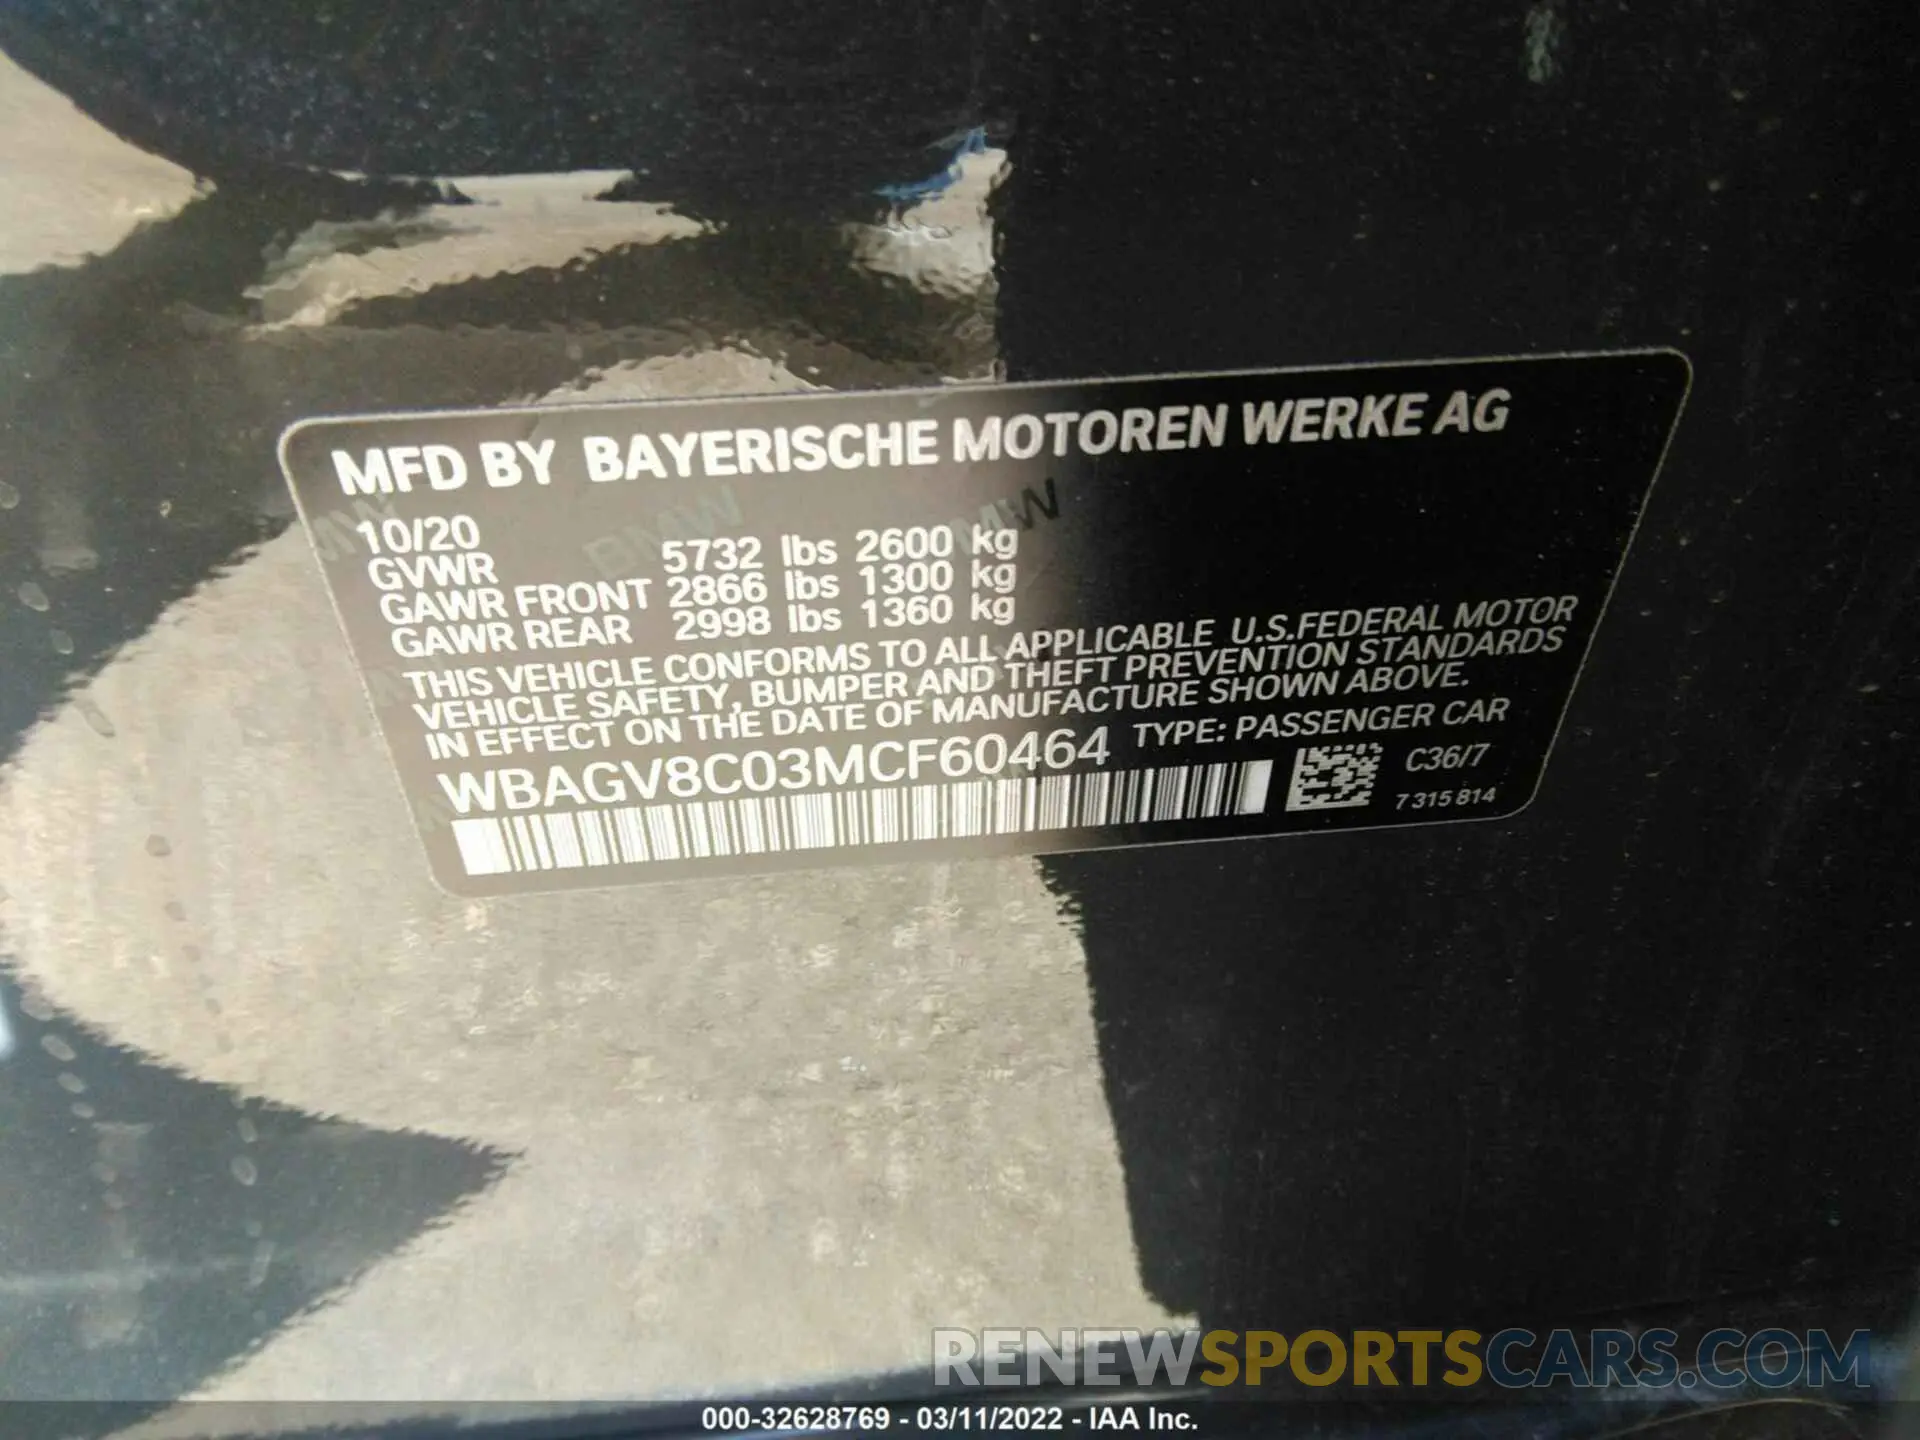 MFD BY BAYERISCHE MOTOREN WERKE AG
10/20
GVWR 5732 lbs 2600 kg
GAWR FRONT 2866 lbs 1300 kg
GAWR REAR 2998 lbs 1360 kg
THIS VEHICLE CONFORMS TO ALL APPLICABLE U.S.FEDERAL MOTOR
VEHICLE SAFETY, BUMPER AND THEFT PREVENTION STANDARDS
IN EFFECT ON THE DATE OF MANUFACTURE SHOWN ABOVE.
WBAGV8C03MCF60464 TYPE: PASSENGER CAR
C36/7
7 315 814
BMW
RENEWSPORTSCARS.COM
000-32628769 - 03/11/2022 - IAA Inc.